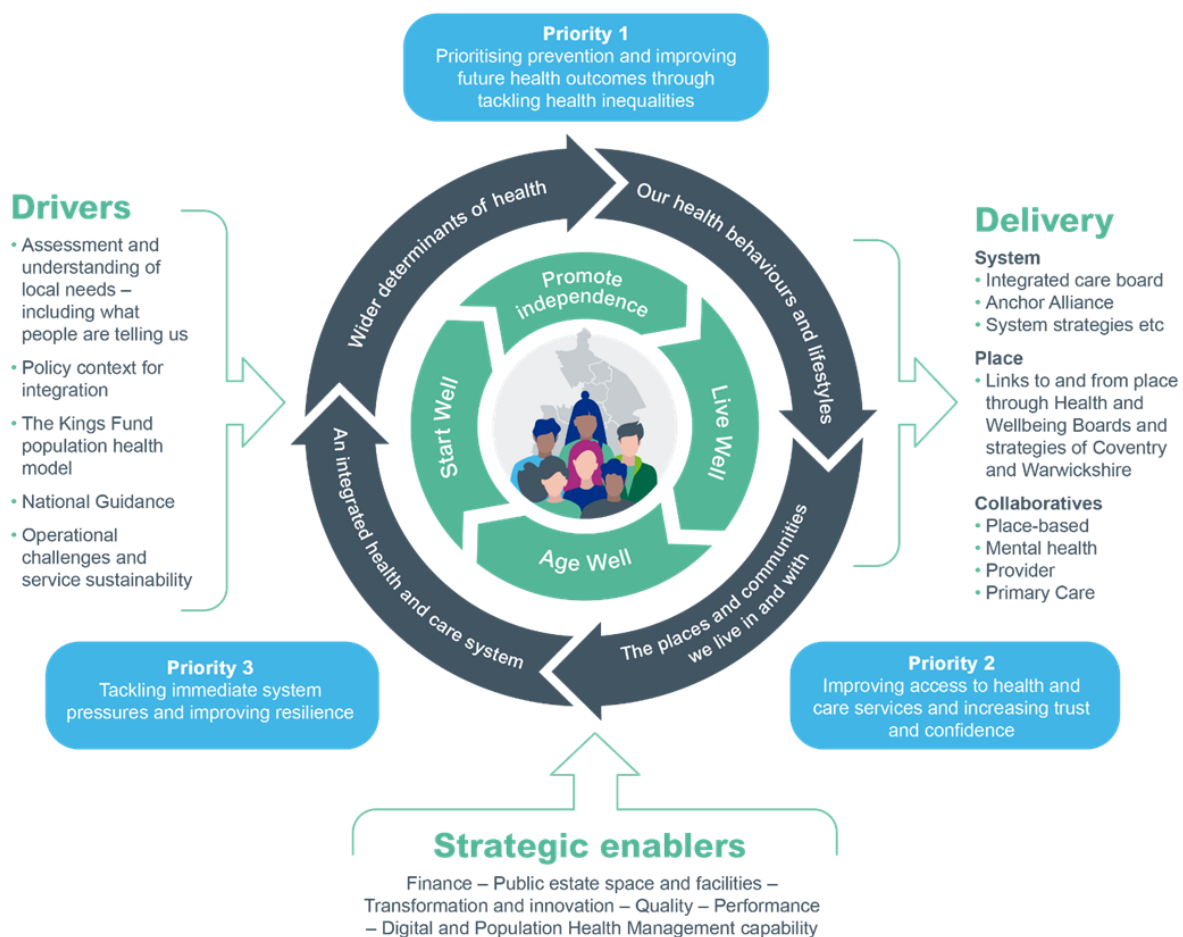 Priority 1
Prioritising prevention and improving
future health outcomes through
tackling health inequalities
Drivers
• Assessment and
understanding of
local needs –
including what
people are telling us
• Policy context for
integration
• The Kings Fund
population health
model
• National Guidance
• Operational
challenges and
service sustainability
Wider determinants of health
Our health behaviours and lifestyles
The places and communities
we live in and with
An integrated health and care system
Promote
independence
Live Well
Age Well
Start Well
Delivery
System
• Integrated care board
• Anchor Alliance
• System strategies etc
Place
• Links to and from place
through Health and
Wellbeing Boards and
strategies of Coventry
and Warwickshire
Collaboratives
• Place-based
• Mental health
• Provider
• Primary Care
Priority 3
Tackling immediate system
pressures and improving resilience
Priority 2
Improving access to health and
care services and increasing trust
and confidence
Strategic enablers
Finance – Public estate space and facilities –
Transformation and innovation – Quality – Performance
– Digital and Population Health Management capability